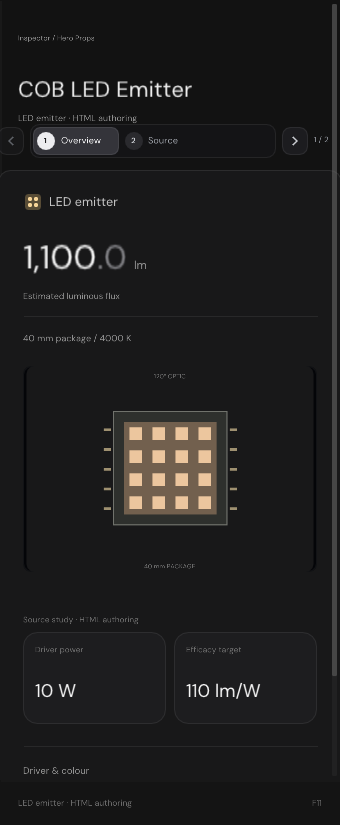 Inspector / Hero Props
COB LED Emitter
LED emitter · HTML authoring
1 Overview 2 Source 1 / 2
LED emitter
1,100.0 lm
Estimated luminous flux
40 mm package / 4000 K
120° OPTIC
40 mm PACKAGE
Source study · HTML authoring
Driver power
10 W
Efficacy target
110 lm/W
Driver & colour
LED emitter · HTML authoring F11